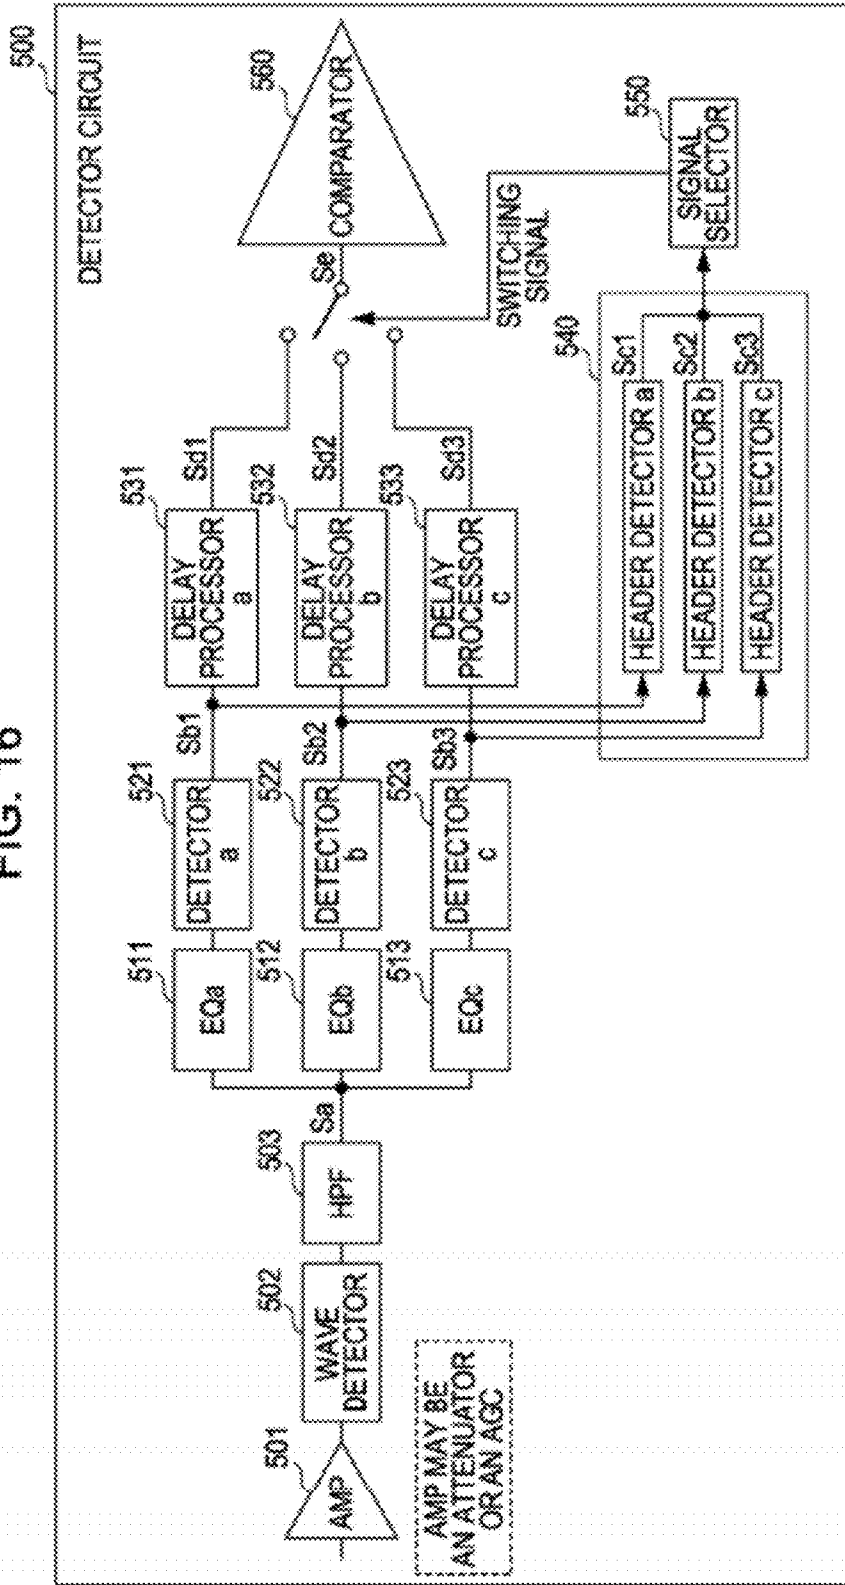 FIG. 16
500
DETECTOR CIRCUIT
501
AMP
AMP MAY BE
AN ATTENUATOR
OR AN AGC
502
WAVE
DETECTOR
503
HPF
Sa
511
EQa
512
EQb
513
EQc
521
DETECTOR
a
522
DETECTOR
b
523
DETECTOR
c
Sb1
Sb2
Sb3
531
DELAY
PROCESSOR
a
532
DELAY
PROCESSOR
b
533
DELAY
PROCESSOR
c
Sd1
Sd2
Sd3
Se
560
COMPARATOR
SWITCHING
SIGNAL
540
HEADER DETECTOR a
HEADER DETECTOR b
HEADER DETECTOR c
Sc1
Sc2
Sc3
550
SIGNAL
SELECTOR